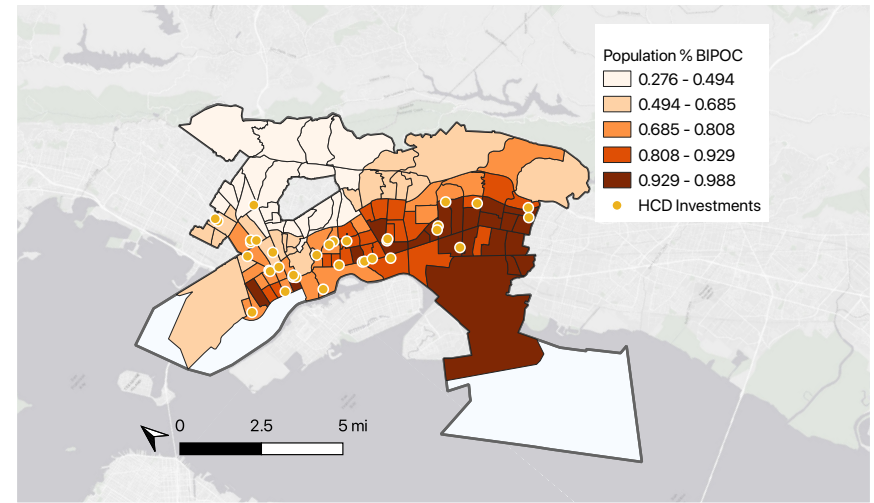 Population % BIPOC
0.276 - 0.494
0.494 - 0.685
0.685 - 0.808
0.808 - 0.929
0.929 - 0.988
HCD Investments
0 2.5 5 mi